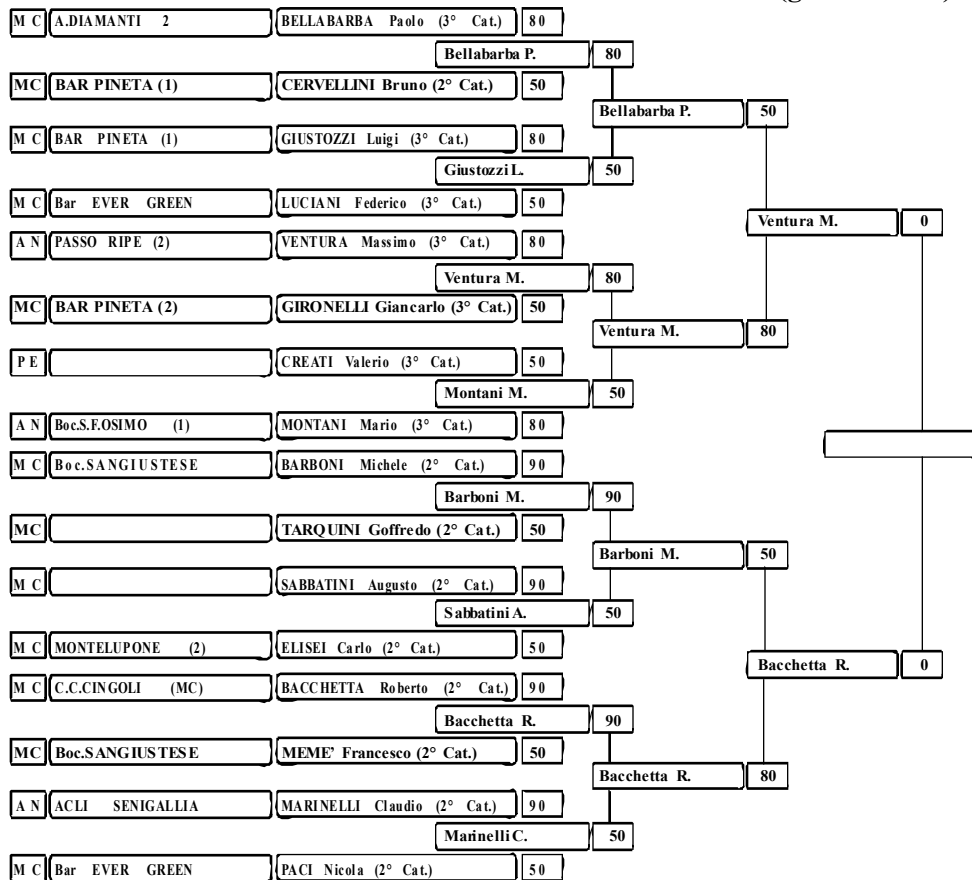 (g
M C A.DIAMANTI 2 BELLABARBA Paolo (3° Cat.) 80
Bellabarba P. 80
MC BAR PINETA (1) CERVELLINI Bruno (2° Cat.) 50
Bellabarba P. 50
M C BAR PINETA (1) GIUSTOZZI Luigi (3° Cat.) 80
Giustozzi L. 50
M C Bar EVER GREEN LUCIANI Federico (3° Cat.) 50
Ventura M. 0
A N PASSO RIPE (2) VENTURA Massimo (3° Cat.) 80
Ventura M. 80
MC BAR PINETA (2) GIRONELLI Giancarlo (3° Cat.) 50
Ventura M. 80
P E CREATI Valerio (3° Cat.) 50
Montani M. 50
A N Boc.S.F.OSIMO (1) MONTANI Mario (3° Cat.) 80
M C Boc.SANGIUSTESE BARBONI Michele (2° Cat.) 90
Barboni M. 90
MC TARQUINI Goffredo (2° Cat.) 50
Barboni M. 50
M C SABBATINI Augusto (2° Cat.) 90
Sabbatini A. 50
M C MONTELUPONE (2) ELISEI Carlo (2° Cat.) 50
Bacchetta R. 0
M C C.C.CINGOLI (MC) BACCHETTA Roberto (2° Cat.) 90
Bacchetta R. 90
MC Boc.SANGIUSTESE MEME' Francesco (2° Cat.) 50
Bacchetta R. 80
A N ACLI SENIGALLIA MARINELLI Claudio (2° Cat.) 90
Marinelli C. 50
M C Bar EVER GREEN PACI Nicola (2° Cat.) 50